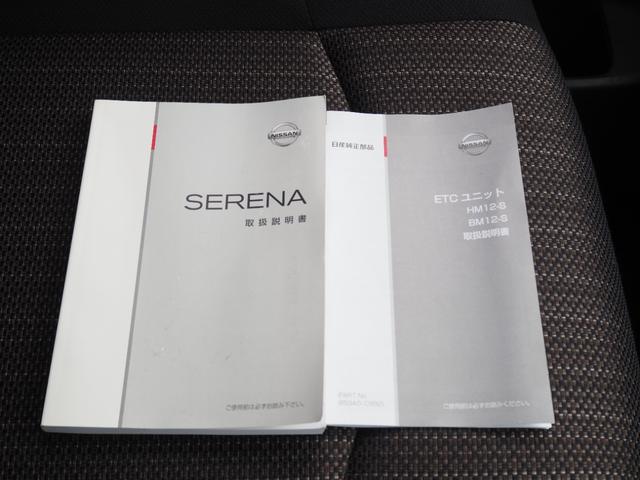 NISSAN
SERENA
取扱説明書
ご使用前は必ずお読み下さい。
日産純正部品
NISSAN
ETC ユニット
HM12-S
BM12-S
取扱説明書
PART No.
ご使用前は必ずお読みください。